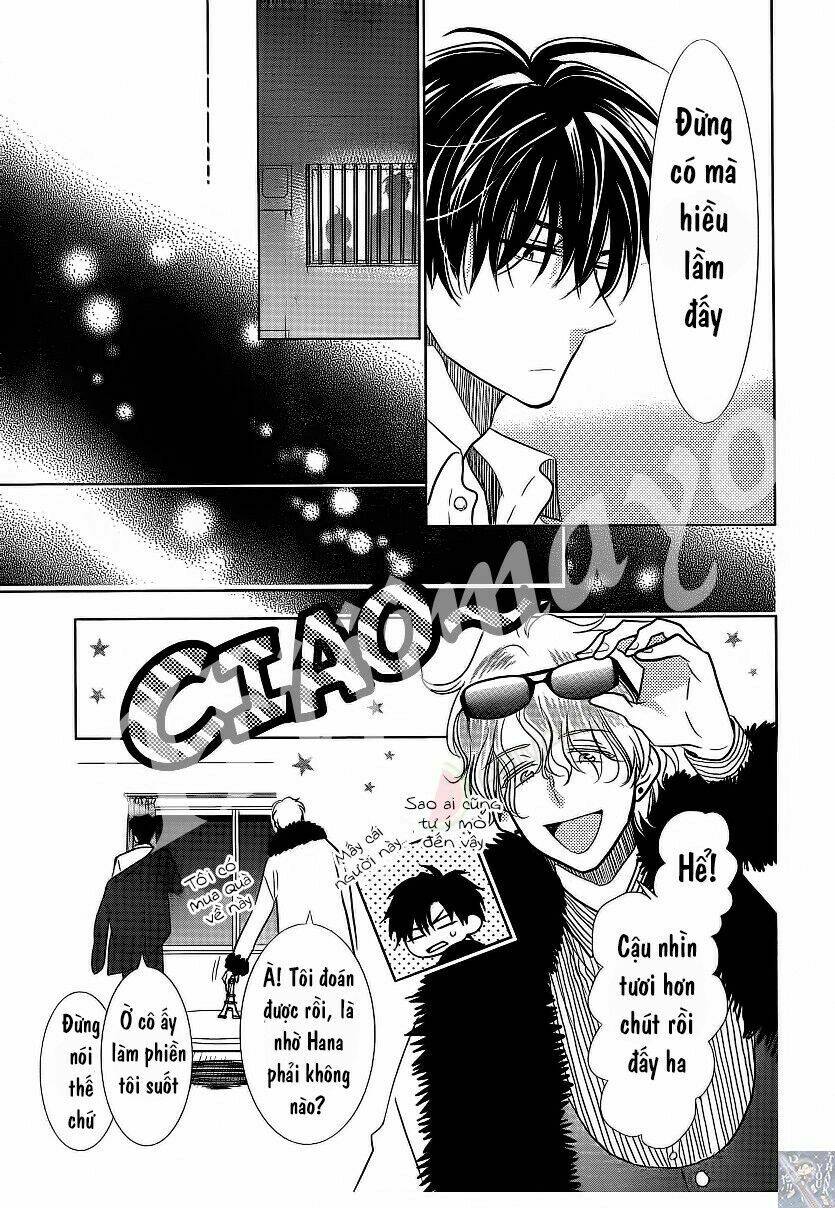 Đừng
có mà
hiều
lầm
đấy
CIAO~
Hể!
Cậu nhìn
tươi hơn
chút rồi
đấy ha
Sao ai cũng
tự ý mò
đến vậy
Mấy cái
người này
Tôi có
mua quà
về này
À! Tôi đoán
được rồi, là
nhờ Hana
phải không
nào?
Ờ cô ấy
làm phiền
tôi suốt
Đừng
nói
thế
chứ